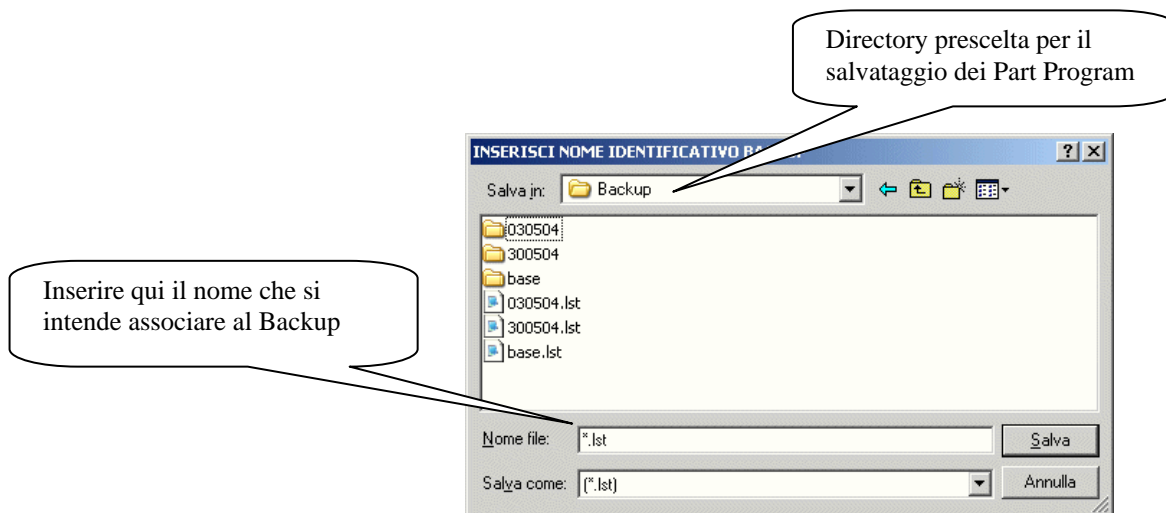 Directory prescelta per il
salvataggio dei Part Program
INSERISCI NOME IDENTIFICATIVO
Salva in: Backup
030504
300504
base
030504.lst
300504.lst
base.lst
Inserire qui il nome che si
intende associare al Backup
Nome file: *.lst Salva
Salva come: (*.lst) Annulla